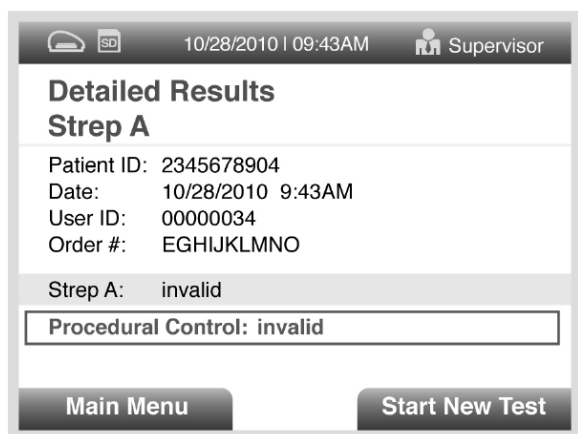 SD 10/28/2010 | 09:43AM Supervisor
Detailed Results
Strep A
Patient ID: 2345678904
Date: 10/28/2010 9:43AM
User ID: 00000034
Order #: EGHIJKLMNO
Strep A: invalid
Procedural Control: invalid
Main Menu Start New Test